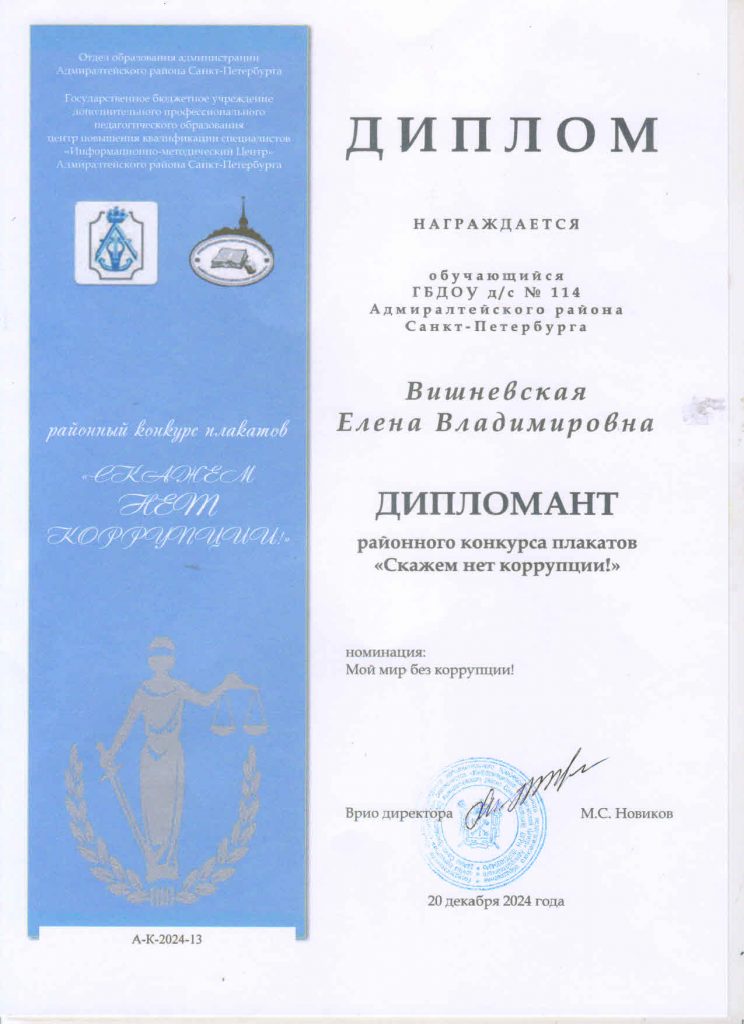 Отдел образования администрации
Адмиралтейского района Санкт-Петербурга
Государственное бюджетное учреждение
дополнительного профессионального
педагогического образования
центр повышения квалификации специалистов
«Информационно-методический Центр»
Адмиралтейского района Санкт-Петербурга
районный конкурс плакатов
«СКАЖЕМ
НЕТ
КОРРУПЦИИ!»
А-К-2024-13
ДИПЛОМ
НАГРАЖДАЕТСЯ
обучающийся
ГБДОУ д/с № 114
Адмиралтейского района
Санкт-Петербурга
Вишневская
Елена Владимировна
ДИПЛОМАНТ
районного конкурса плакатов
«Скажем нет коррупции!»
номинация:
Мой мир без коррупции!
Врио директора
М.С. Новиков
20 декабря 2024 года